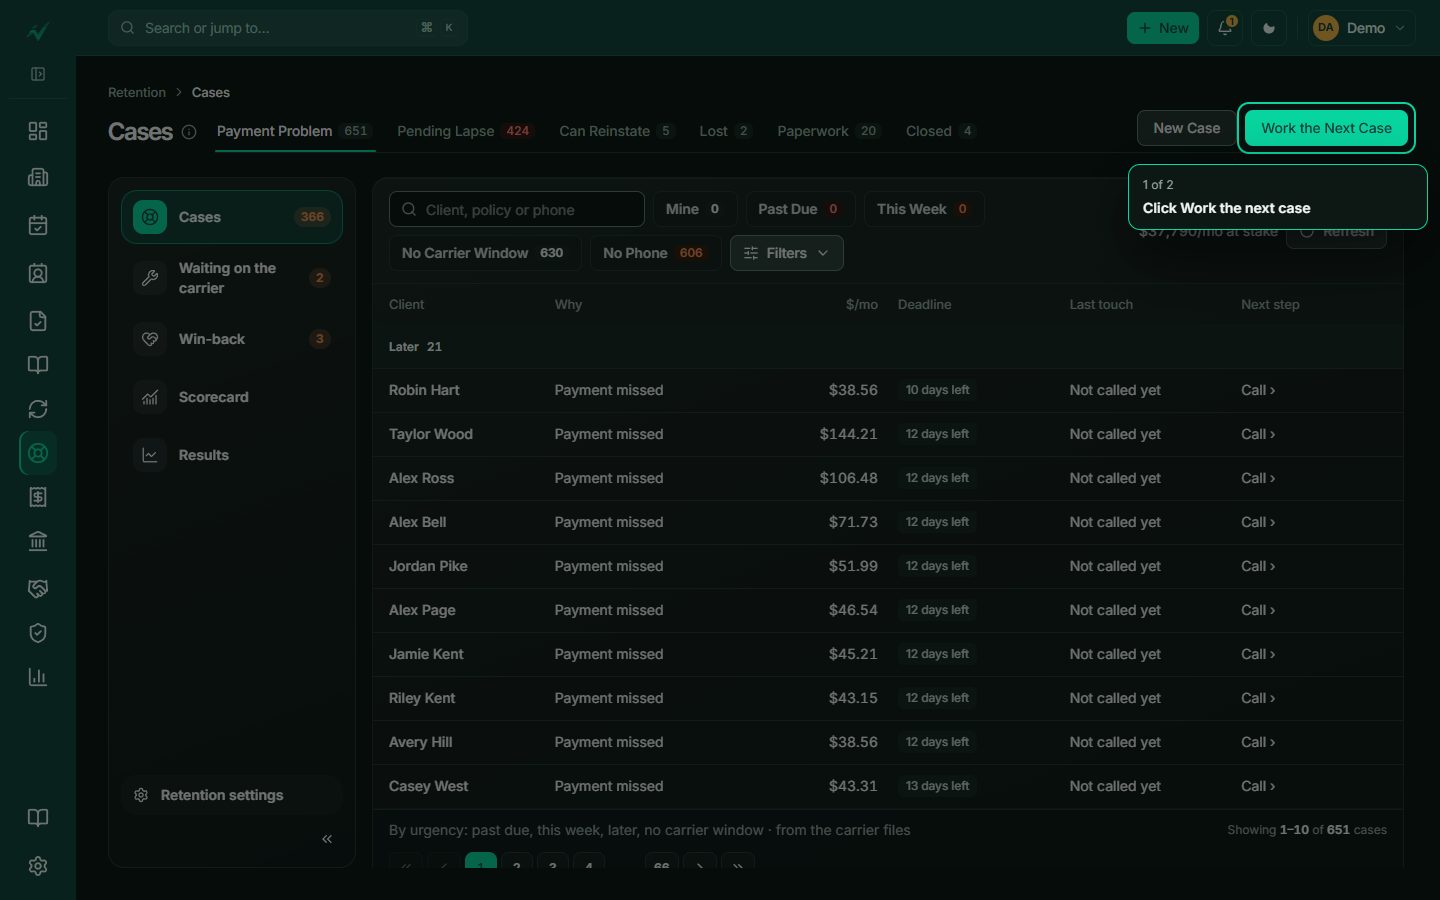 Search or jump to... ⌘ K
+ New
1
DA Demo
Retention > Cases
Cases
Payment Problem 651
Pending Lapse 424
Can Reinstate 5
Lost 2
Paperwork 20
Closed 4
New Case
Work the Next Case
1 of 2
Click Work the next case
Cases 366
Waiting on the
carrier 2
Win-back 3
Scorecard
Results
Retention settings
Client, policy or phone
Mine 0
Past Due 0
This Week 0
$37,790/mo at stake
Refresh
No Carrier Window 630
No Phone 606
Filters
Client Why $/mo Deadline Last touch Next step
Later 21
Robin Hart Payment missed $38.56 10 days left Not called yet Call ›
Taylor Wood Payment missed $144.21 12 days left Not called yet Call ›
Alex Ross Payment missed $106.48 12 days left Not called yet Call ›
Alex Bell Payment missed $71.73 12 days left Not called yet Call ›
Jordan Pike Payment missed $51.99 12 days left Not called yet Call ›
Alex Page Payment missed $46.54 12 days left Not called yet Call ›
Jamie Kent Payment missed $45.21 12 days left Not called yet Call ›
Riley Kent Payment missed $43.15 12 days left Not called yet Call ›
Avery Hill Payment missed $38.56 12 days left Not called yet Call ›
Casey West Payment missed $43.31 13 days left Not called yet Call ›
By urgency: past due, this week, later, no carrier window · from the carrier files
Showing 1–10 of 651 cases
« ‹ 1 2 3 4 66 › »